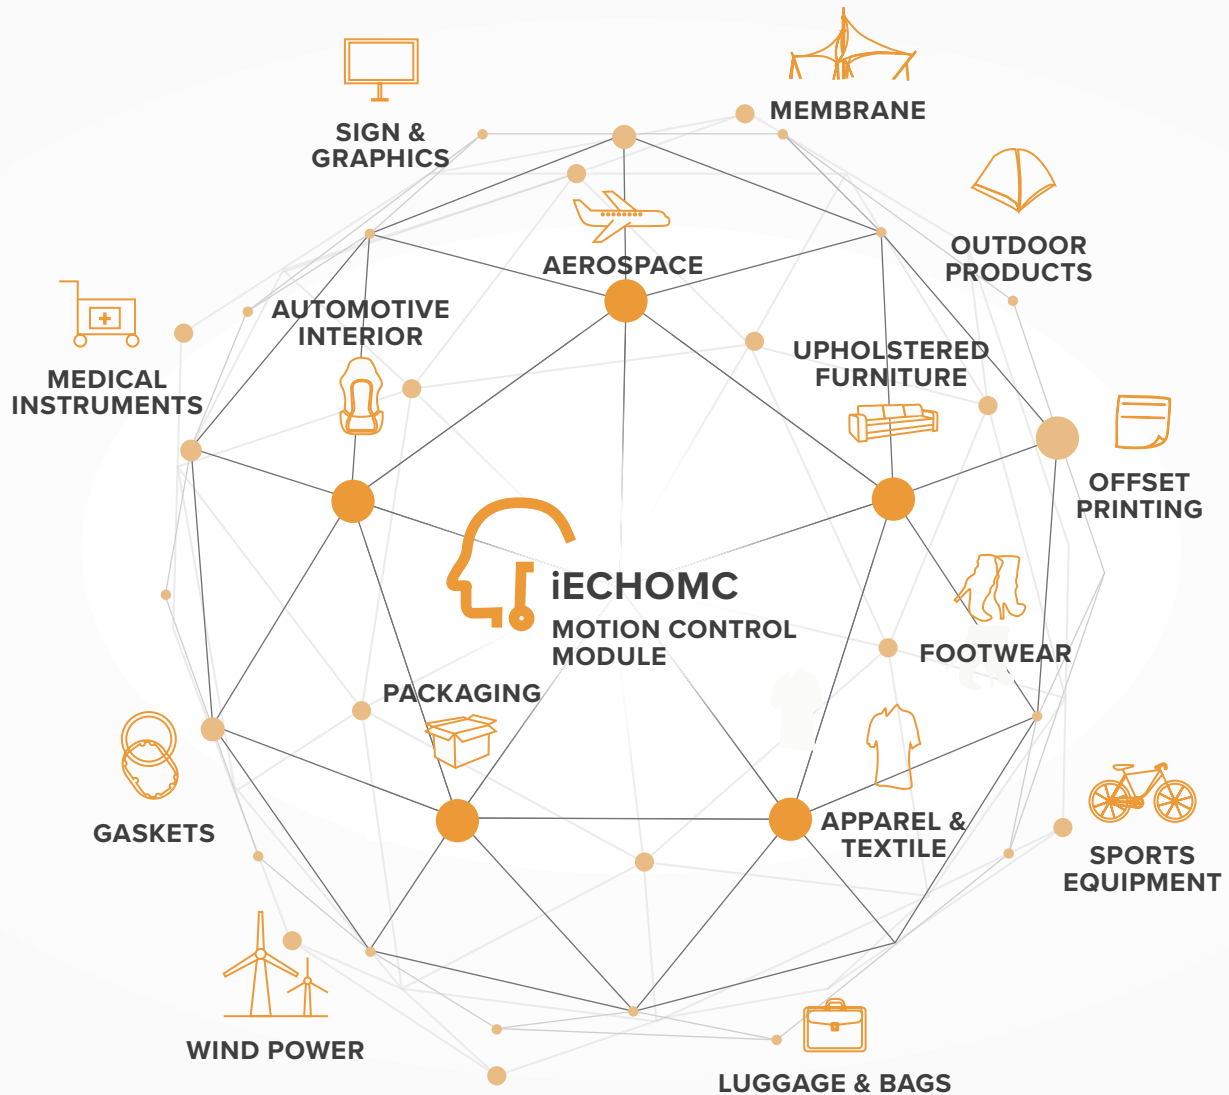 MEMBRANE
SIGN &
GRAPHICS
OUTDOOR
PRODUCTS
AEROSPACE
AUTOMOTIVE
INTERIOR
UPHOLSTERED
FURNITURE
MEDICAL
INSTRUMENTS
OFFSET
PRINTING
iECHOMC
MOTION CONTROL
MODULE
FOOTWEAR
PACKAGING
GASKETS
APPAREL &
TEXTILE
SPORTS
EQUIPMENT
WIND POWER
LUGGAGE & BAGS